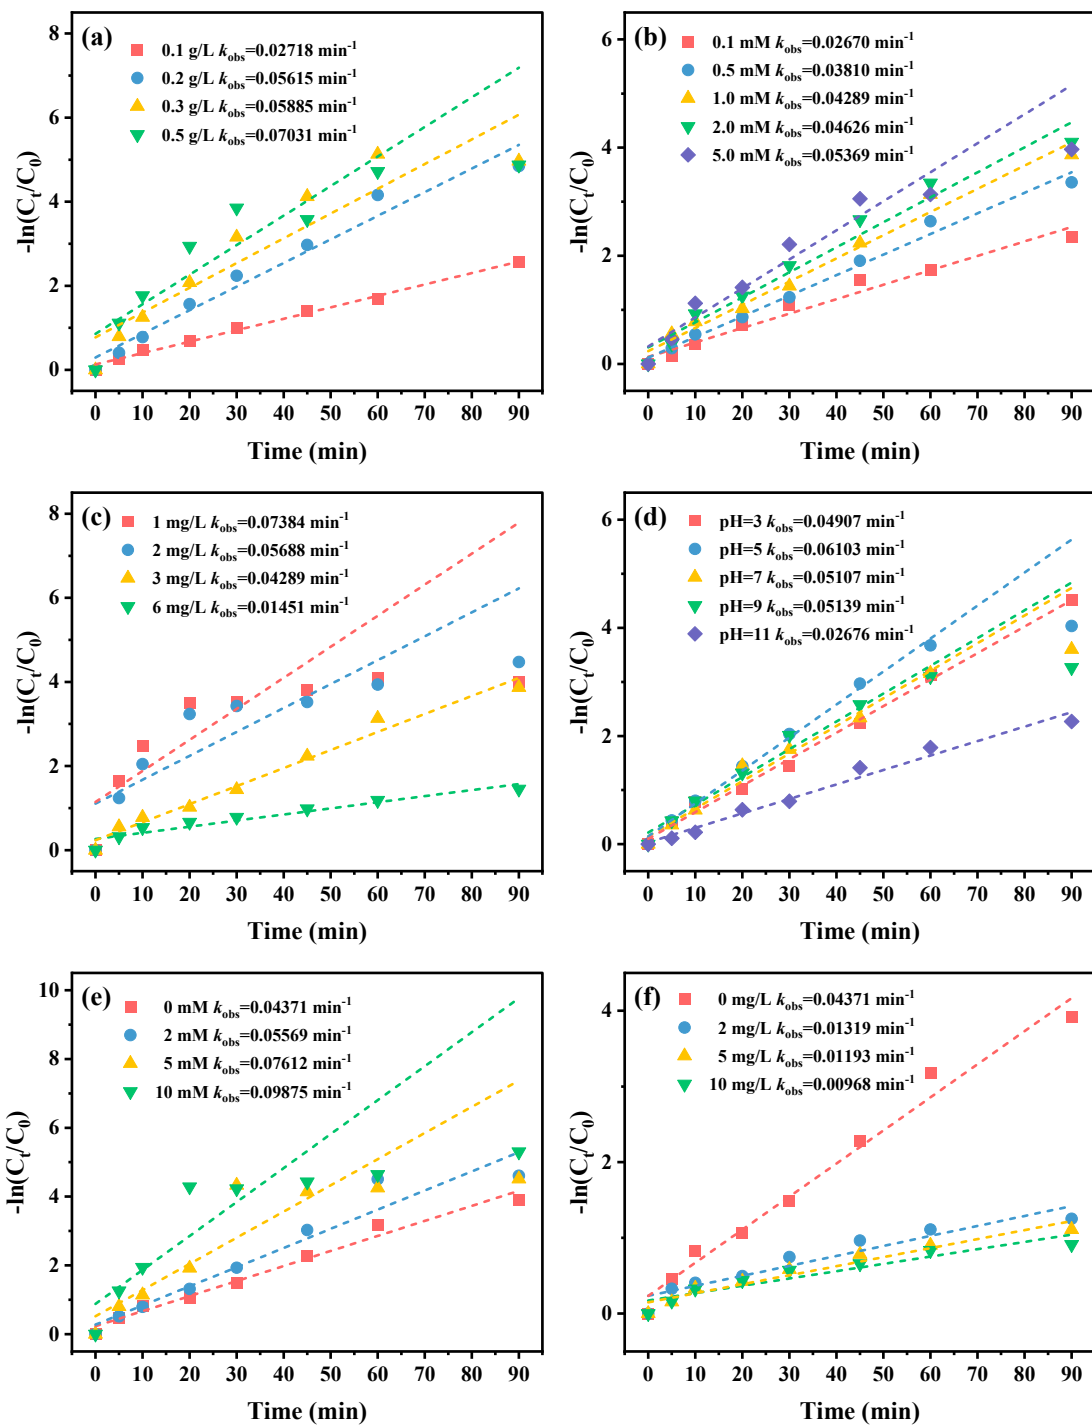 (a)
0.1 g/L kobs=0.02718 min-1
0.2 g/L kobs=0.05615 min-1
0.3 g/L kobs=0.05885 min-1
0.5 g/L kobs=0.07031 min-1
8
6
4
2
0
-ln(Ct/C0)
0 10 20 30 40 50 60 70 80 90
Time (min)
(b)
0.1 mM kobs=0.02670 min-1
0.5 mM kobs=0.03810 min-1
1.0 mM kobs=0.04289 min-1
2.0 mM kobs=0.04626 min-1
5.0 mM kobs=0.05369 min-1
6
4
2
0
-ln(Ct/C0)
0 10 20 30 40 50 60 70 80 90
Time (min)
(c)
1 mg/L kobs=0.07384 min-1
2 mg/L kobs=0.05688 min-1
3 mg/L kobs=0.04289 min-1
6 mg/L kobs=0.01451 min-1
8
6
4
2
0
-ln(Ct/C0)
0 10 20 30 40 50 60 70 80 90
Time (min)
(d)
pH=3 kobs=0.04907 min-1
pH=5 kobs=0.06103 min-1
pH=7 kobs=0.05107 min-1
pH=9 kobs=0.05139 min-1
pH=11 kobs=0.02676 min-1
6
4
2
0
-ln(Ct/C0)
0 10 20 30 40 50 60 70 80 90
Time (min)
(e)
0 mM kobs=0.04371 min-1
2 mM kobs=0.05569 min-1
5 mM kobs=0.07612 min-1
10 mM kobs=0.09875 min-1
10
8
6
4
2
0
-ln(Ct/C0)
0 10 20 30 40 50 60 70 80 90
Time (min)
(f)
0 mg/L kobs=0.04371 min-1
2 mg/L kobs=0.01319 min-1
5 mg/L kobs=0.01193 min-1
10 mg/L kobs=0.00968 min-1
4
2
0
-ln(Ct/C0)
0 10 20 30 40 50 60 70 80 90
Time (min)